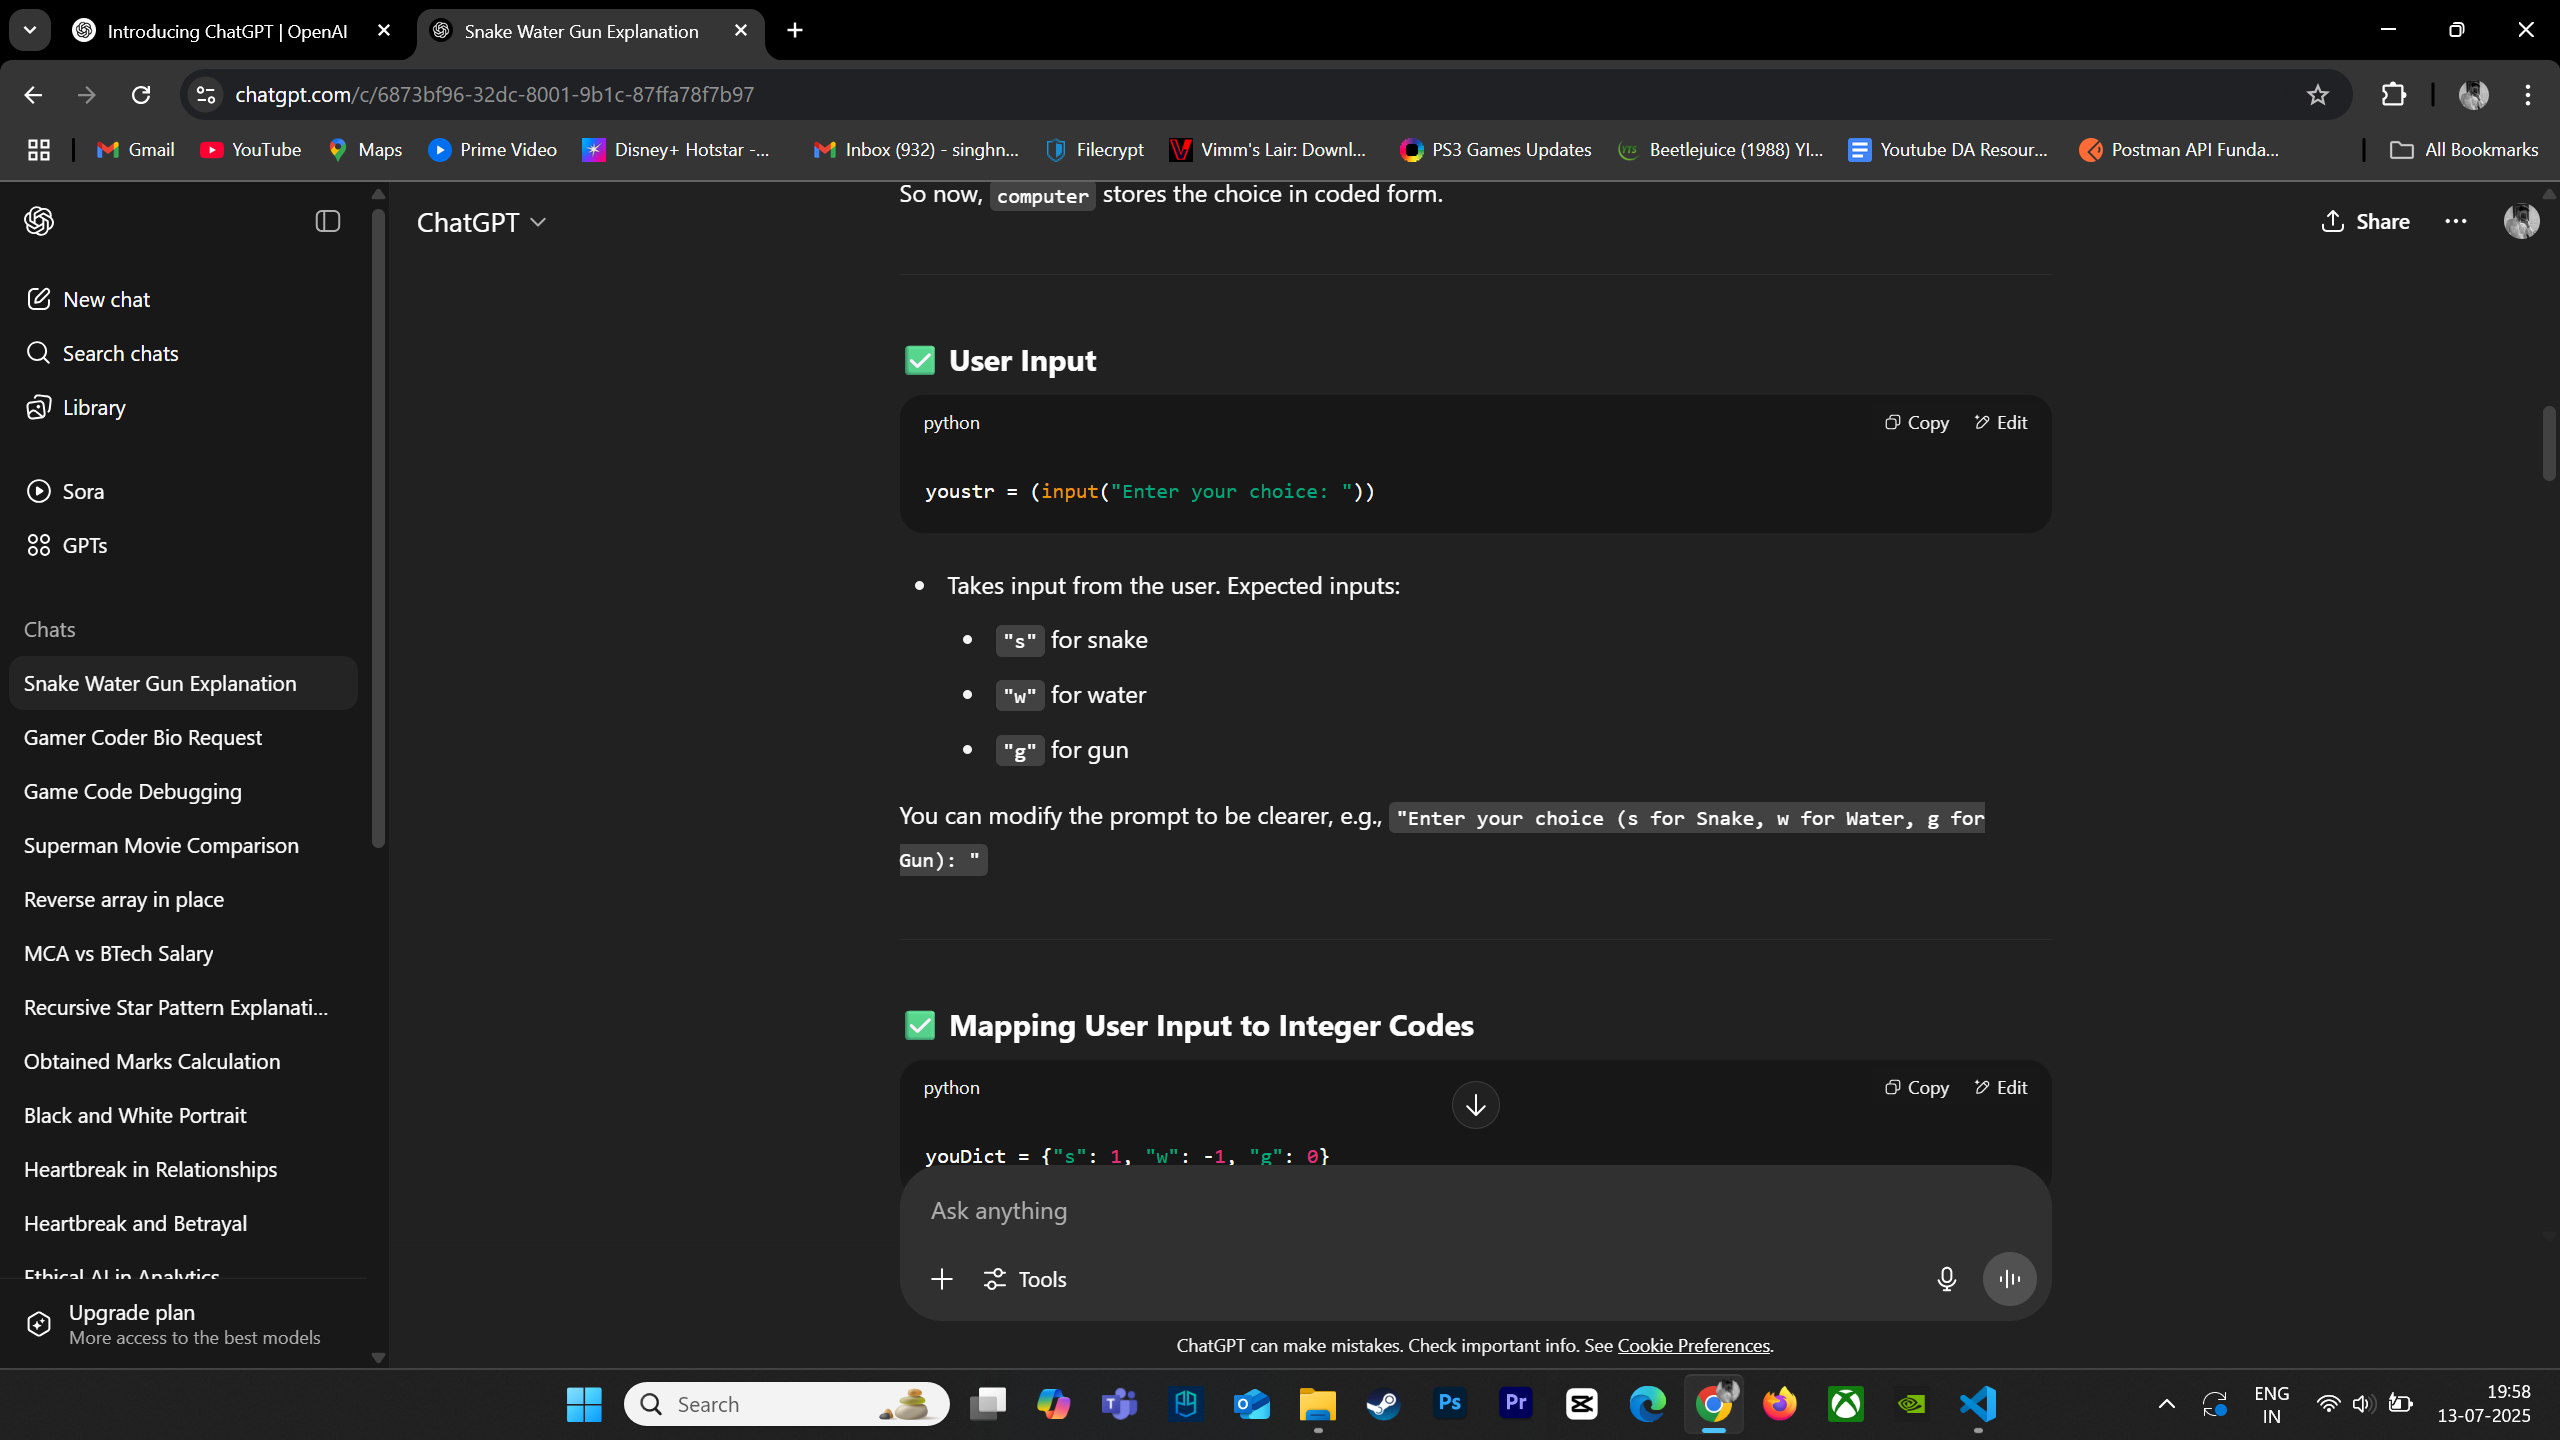 Introducing ChatGPT | OpenAI
Snake Water Gun Explanation
chatgpt.com/c/6873bf96-32dc-8001-9b1c-87ffa78f7b97
Gmail
YouTube
Maps
Prime Video
Disney+ Hotstar -...
Inbox (932) - singhn...
Filecrypt
Vimm's Lair: Downl...
PS3 Games Updates
YTS
Beetlejuice (1988) YI...
Youtube DA Resour...
Postman API Funda...
All Bookmarks
ChatGPT
Share
New chat
Search chats
Library
Sora
GPTs
Chats
Snake Water Gun Explanation
Gamer Coder Bio Request
Game Code Debugging
Superman Movie Comparison
Reverse array in place
MCA vs BTech Salary
Recursive Star Pattern Explanati...
Obtained Marks Calculation
Black and White Portrait
Heartbreak in Relationships
Heartbreak and Betrayal
Ethical AI in Analytics
Upgrade plan
More access to the best models
So now, computer stores the choice in coded form.
User Input
python
Copy
Edit
youstr = (input("Enter your choice: "))
Takes input from the user. Expected inputs:
"s" for snake
"w" for water
"g" for gun
You can modify the prompt to be clearer, e.g., "Enter your choice (s for Snake, w for Water, g for
Gun): "
Mapping User Input to Integer Codes
python
Copy
Edit
youDict = {"s": 1, "w": -1, "g": 0}
Ask anything
Tools
ChatGPT can make mistakes. Check important info. See Cookie Preferences.
Search
Ps
Pr
ENG
IN
19:58
13-07-2025